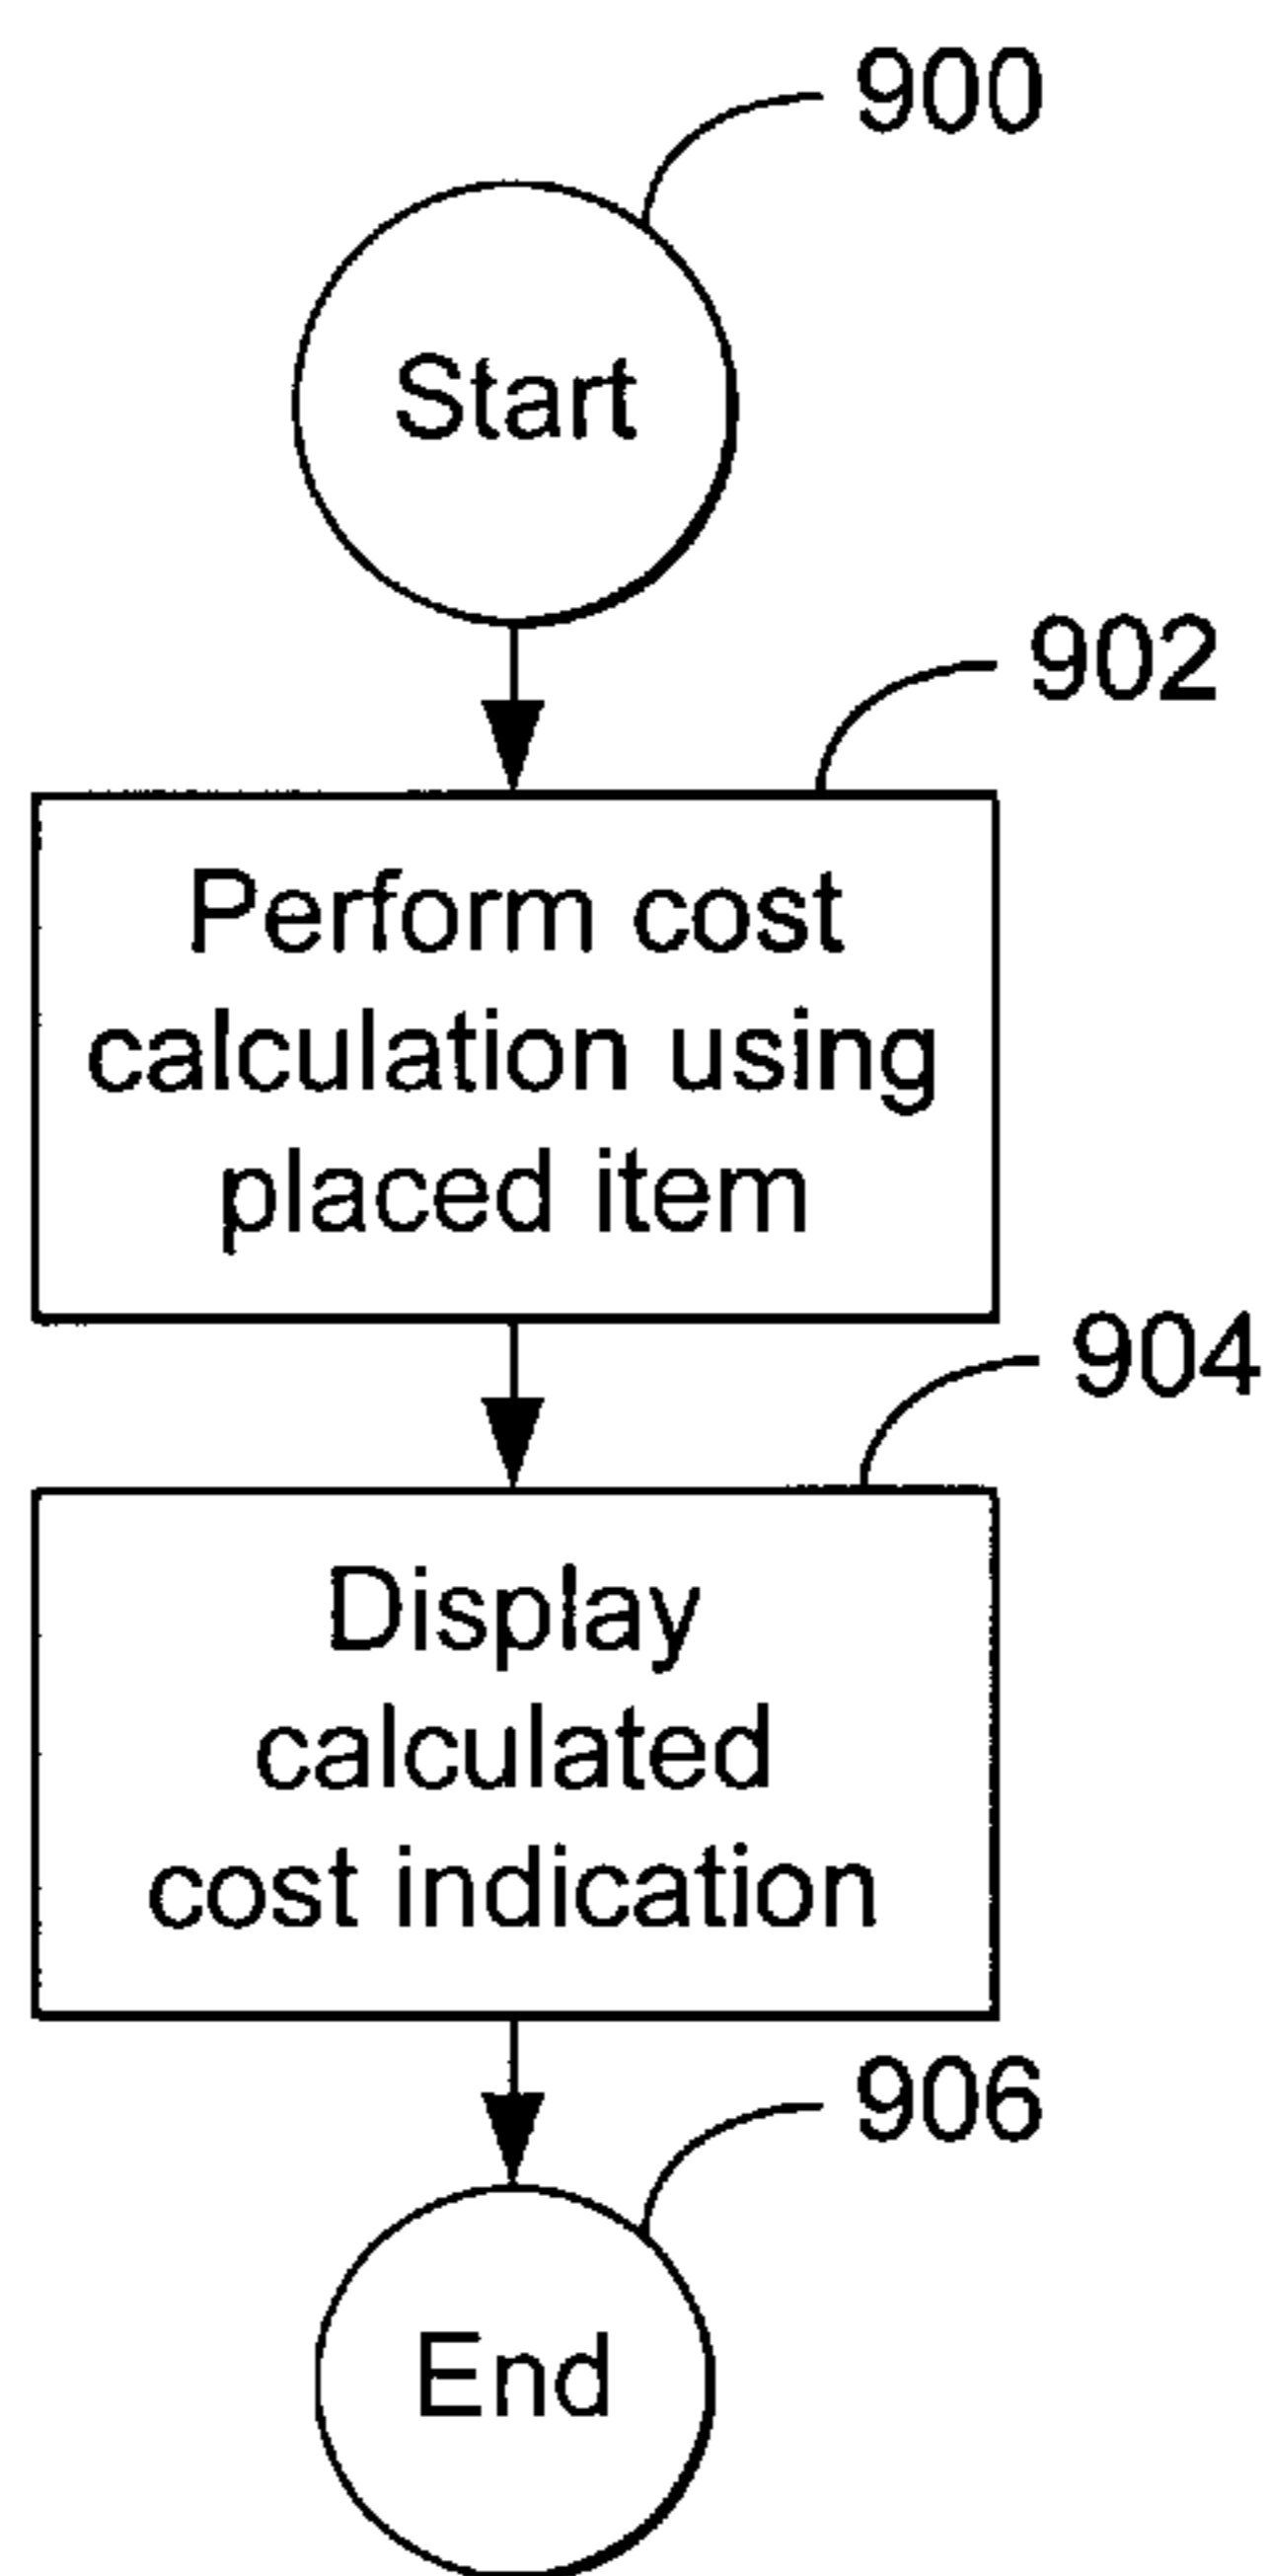 900
Start
902
Perform cost
calculation using
placed item
904
Display
calculated
cost indication
906
End